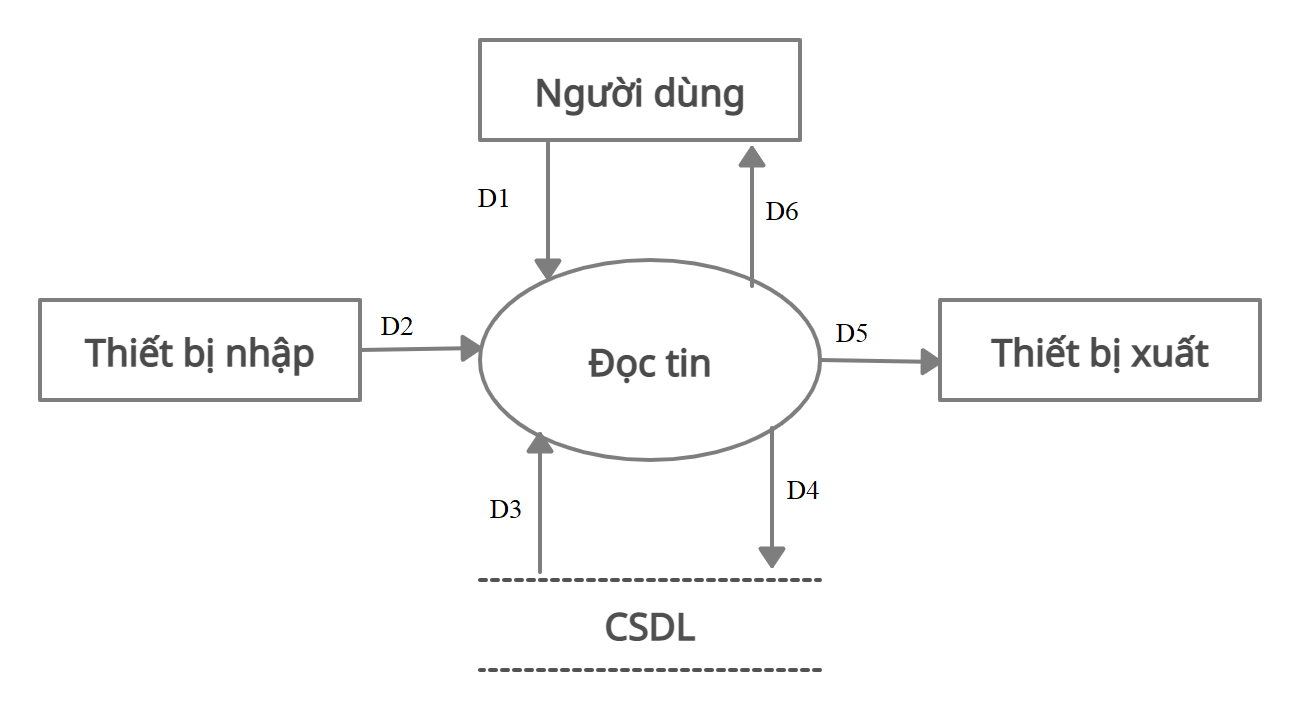 Người dùng
D1
D6
Thiết bị nhập
D2
Đọc tin
D5
Thiết bị xuất
D3
D4
CSDL